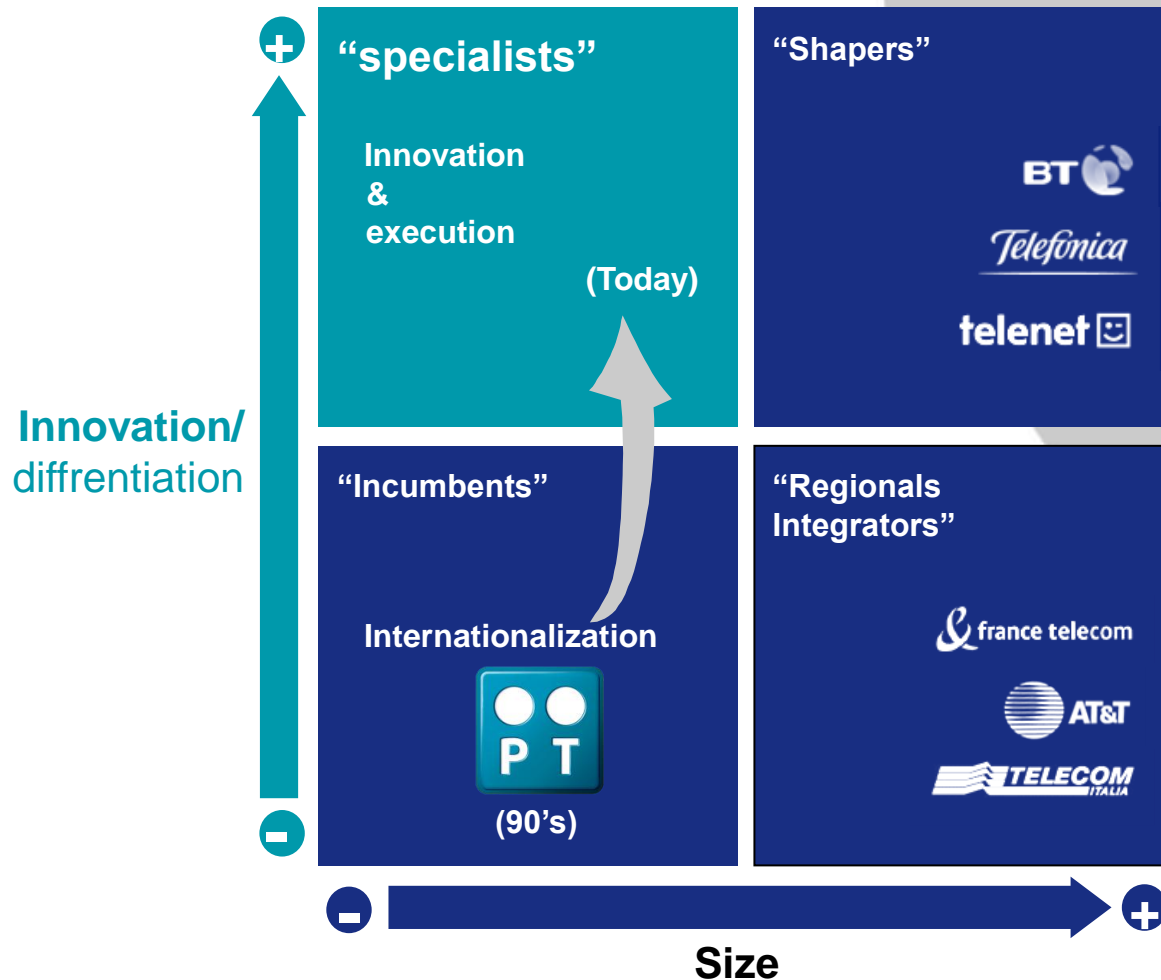 +
“specialists”
Innovation
&
execution
(Today)
“Shapers”
BT
Telefónica
telenet
Innovation/
diffrentiation
“Incumbents”
Internationalization
P T
(90’s)
“Regionals
Integrators”
france telecom
AT&T
TELECOM
ITALIA
-
-
+
Size